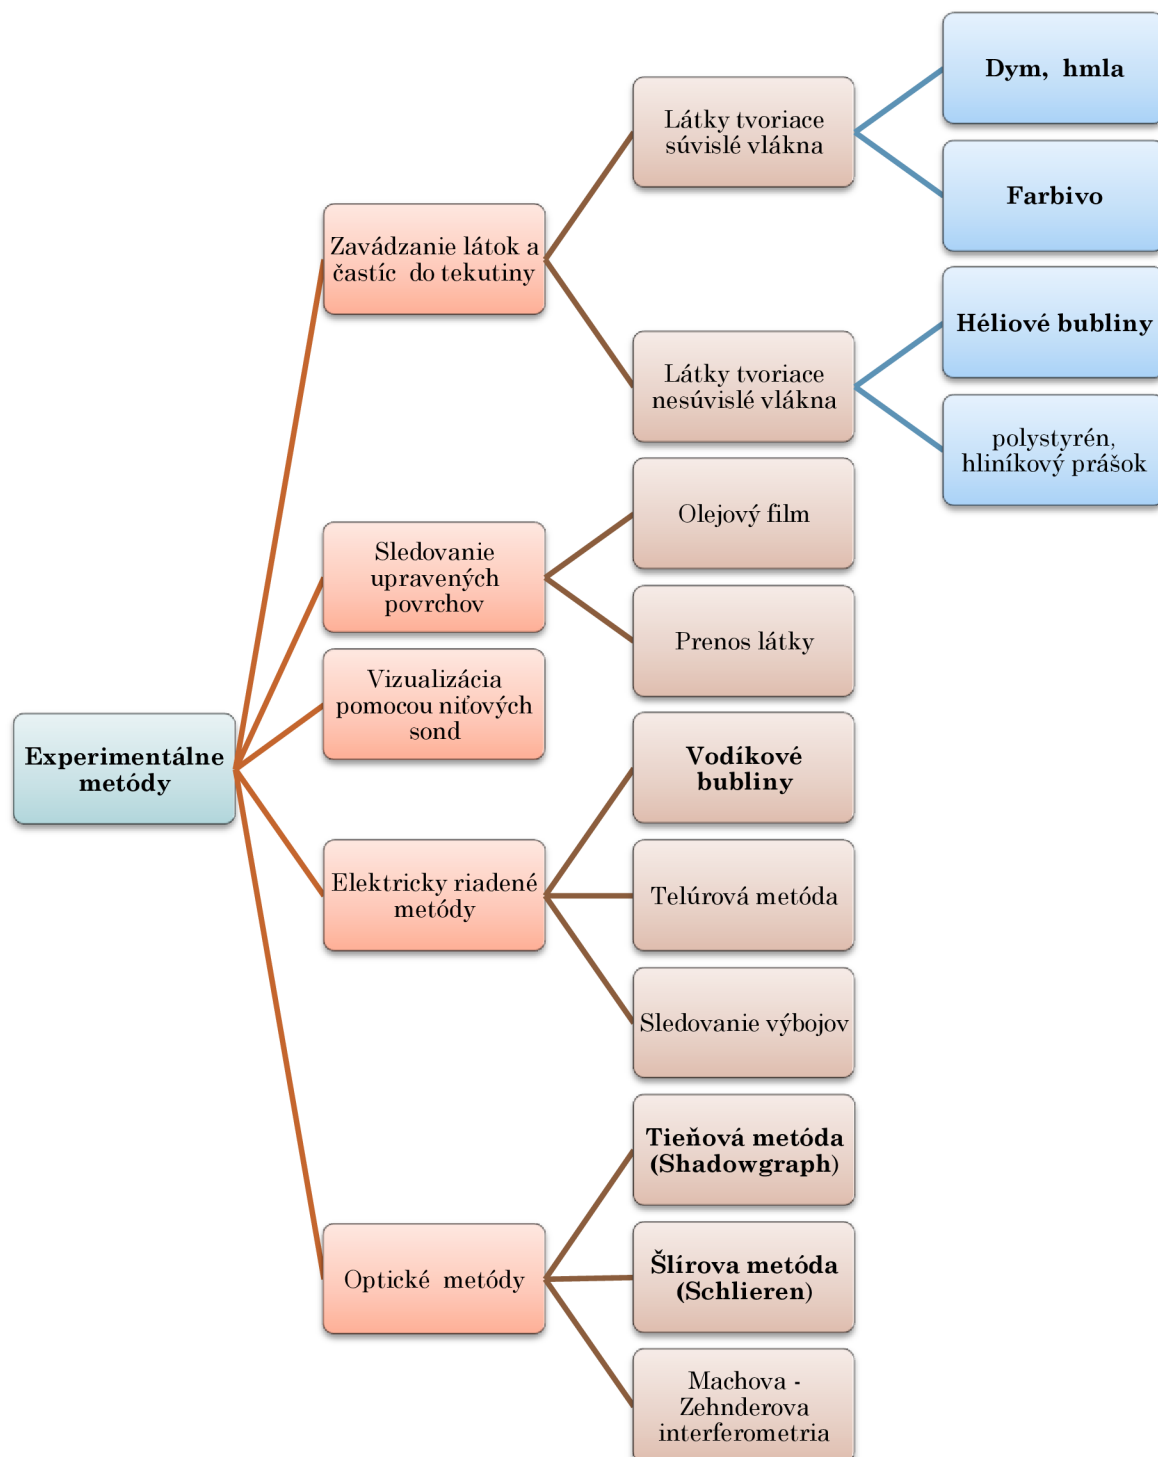 Experimentálne
metódy
Zavádzanie látok a
častíc do tekutiny
Látky tvoriace
súvislé vlákna
Dym, hmla
Farbivo
Látky tvoriace
nesúvislé vlákna
Héliové bubliny
polystyrén,
hliníkový prášok
Sledovanie
upravených
povrchov
Olejový film
Prenos látky
Vizualizácia
pomocou niťových
sond
Elektricky riadené
metódy
Vodíkové
bubliny
Telúrová metóda
Sledovanie výbojov
Optické metódy
Tieňová metóda
(Shadowgraph)
Šlírova metóda
(Schlieren)
Machova -
Zehnderova
interferometria